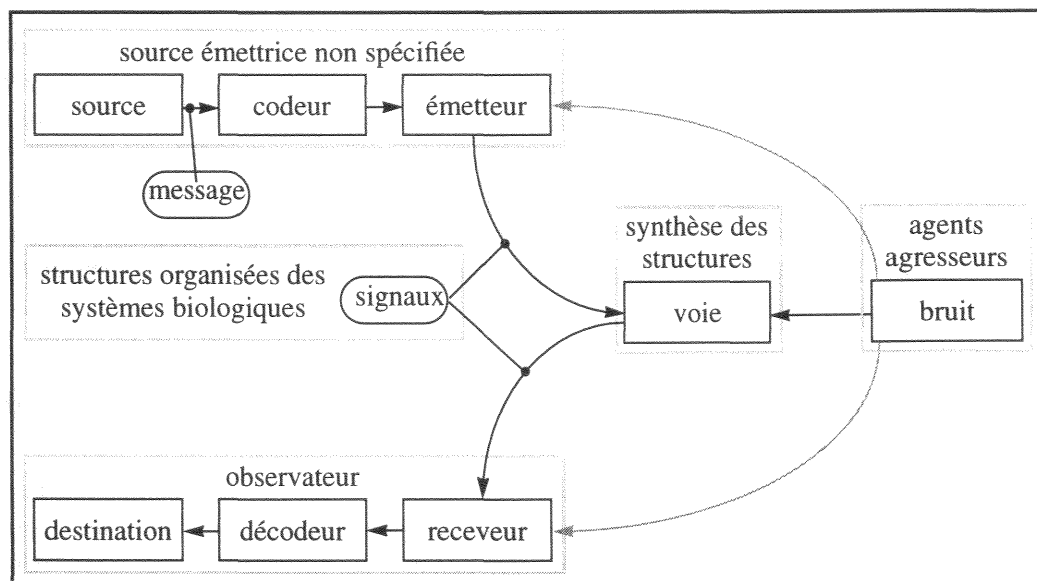 source émettrice non spécifiée
source
codeur
émetteur
message
structures organisées des
systèmes biologiques
signaux
synthèse des
structures
voie
agents
agresseurs
bruit
observateur
destination
décodeur
receveur